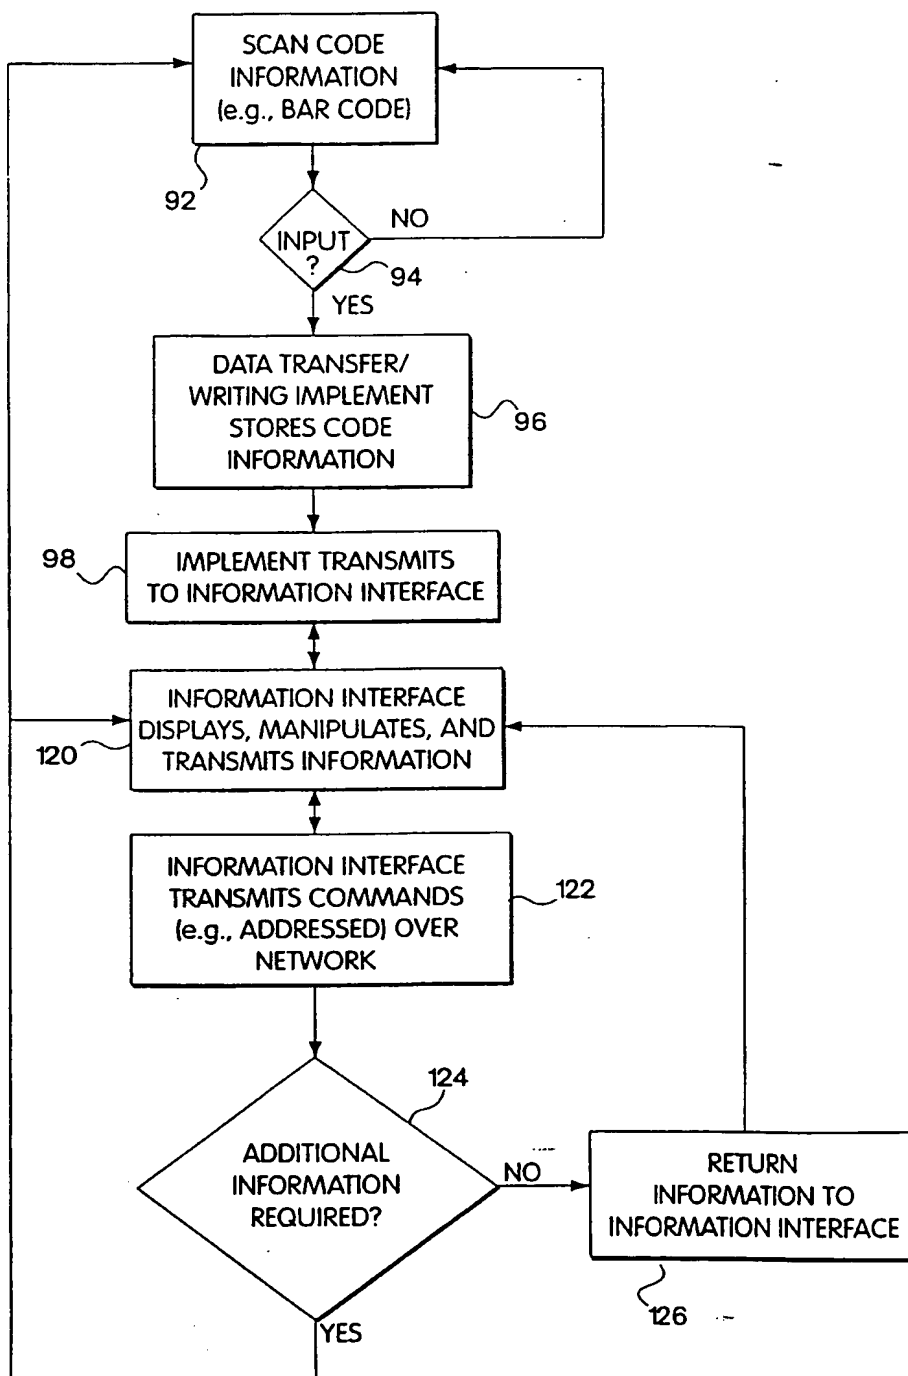 SCAN CODE
INFORMATION
(e.g., BAR CODE)
92
NO
INPUT
?
94
YES
DATA TRANSFER/
WRITING IMPLEMENT
STORES CODE
INFORMATION
96
98
IMPLEMENT TRANSMITS
TO INFORMATION INTERFACE
INFORMATION INTERFACE
DISPLAYS, MANIPULATES, AND
TRANSMITS INFORMATION
120
INFORMATION INTERFACE
TRANSMITS COMMANDS
(e.g., ADDRESSED) OVER
NETWORK
122
124
ADDITIONAL
INFORMATION
REQUIRED?
NO
RETURN
INFORMATION TO
INFORMATION INTERFACE
126
YES